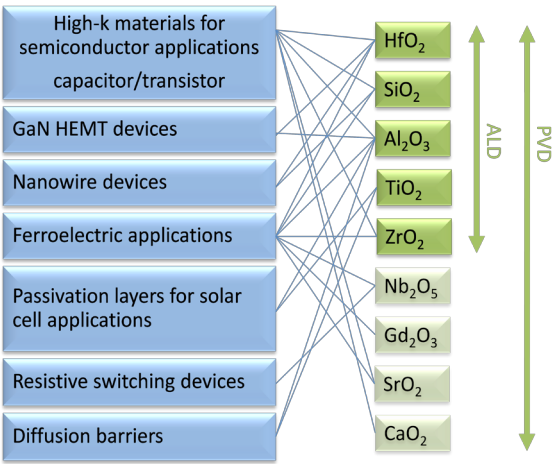 High-k materials for
semiconductor applications
capacitor/transistor
GaN HEMT devices
Nanowire devices
Ferroelectric applications
Passivation layers for solar
cell applications
Resistive switching devices
Diffusion barriers
HfO₂
SiO₂
Al₂O₃
TiO₂
ZrO₂
Nb₂O₅
Gd₂O₃
SrO₂
CaO₂
ALD
PVD